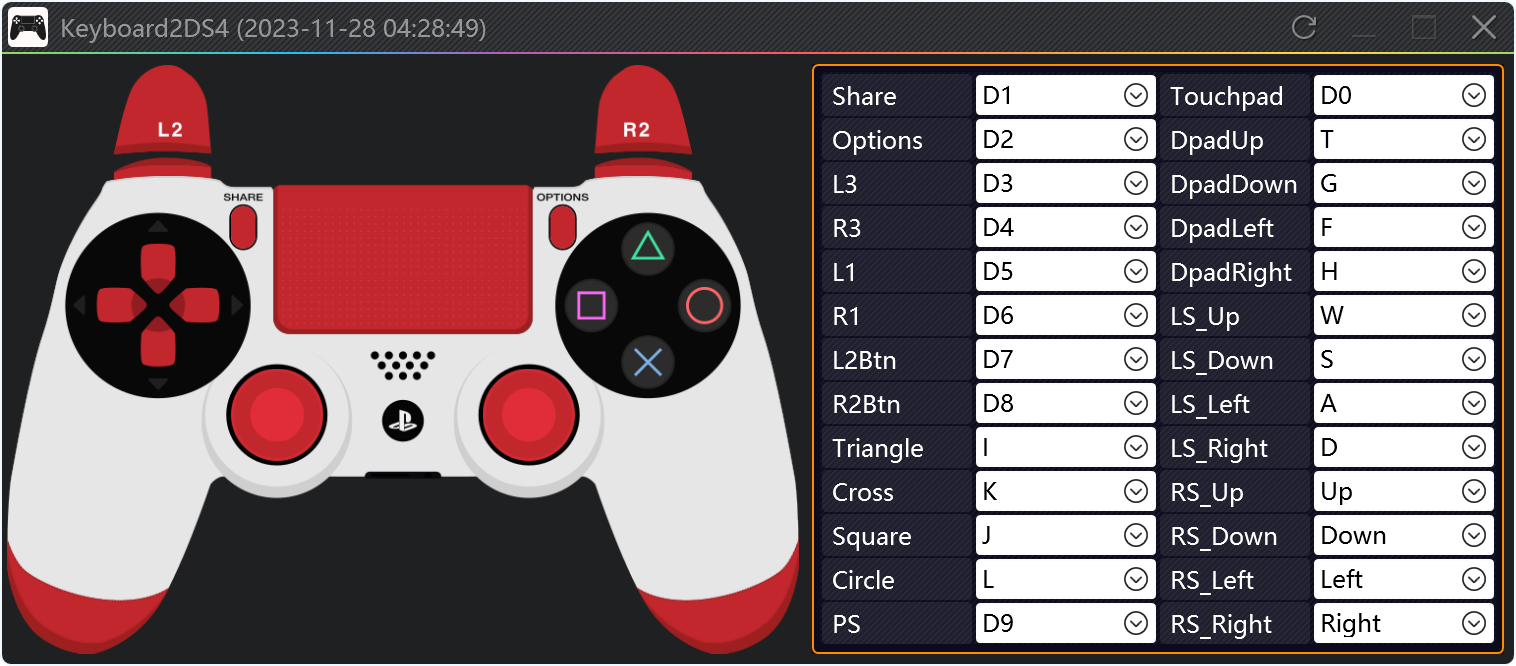 Keyboard2DS4 (2023-11-28 04:28:49)
L2
R2
SHARE
OPTIONS
Share D1 Touchpad D0
Options D2 DpadUp T
L3 D3 DpadDown G
R3 D4 DpadLeft F
L1 D5 DpadRight H
R1 D6 LS_Up W
L2Btn D7 LS_Down S
R2Btn D8 LS_Left A
Triangle I LS_Right D
Cross K RS_Up Up
Square J RS_Down Down
Circle L RS_Left Left
PS D9 RS_Right Right